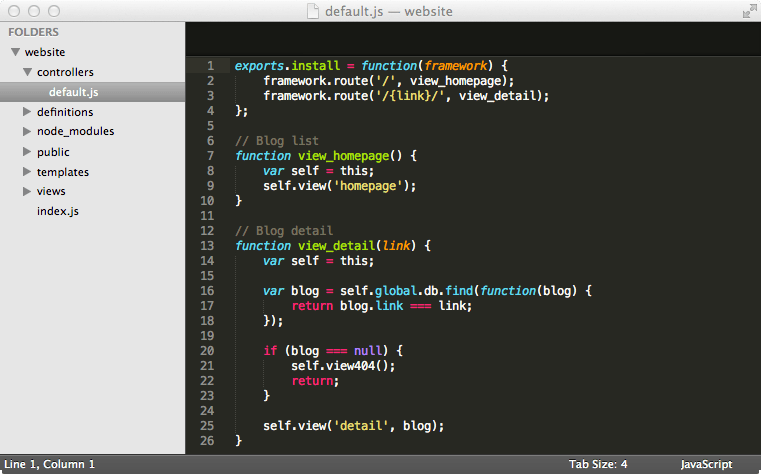 default.js — website
FOLDERS
website
controllers
default.js
definitions
node_modules
public
templates
views
index.js
1 exports.install = function(framework) {
2     framework.route('/', view_homepage);
3     framework.route('/{link}/', view_detail);
4 };
5
6 // Blog list
7 function view_homepage() {
8     var self = this;
9     self.view('homepage');
10 }
11
12 // Blog detail
13 function view_detail(link) {
14     var self = this;
15
16     var blog = self.global.db.find(function(blog) {
17         return blog.link === link;
18     });
19
20     if (blog === null) {
21         self.view404();
22         return;
23     }
24
25     self.view('detail', blog);
26 }
Line 1, Column 1
Tab Size: 4
JavaScript